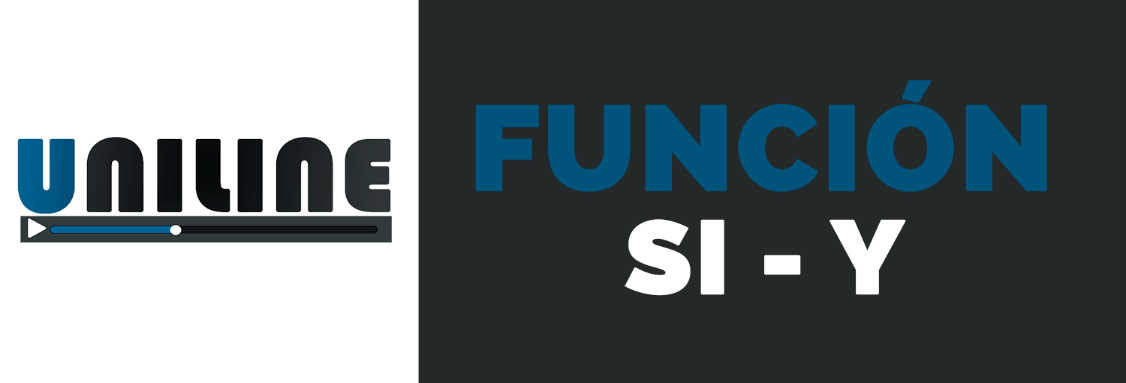 UNILINE
FUNCIÓN
SI - Y